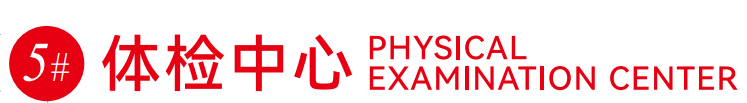 5# 体检中心 PHYSICAL
EXAMINATION CENTER